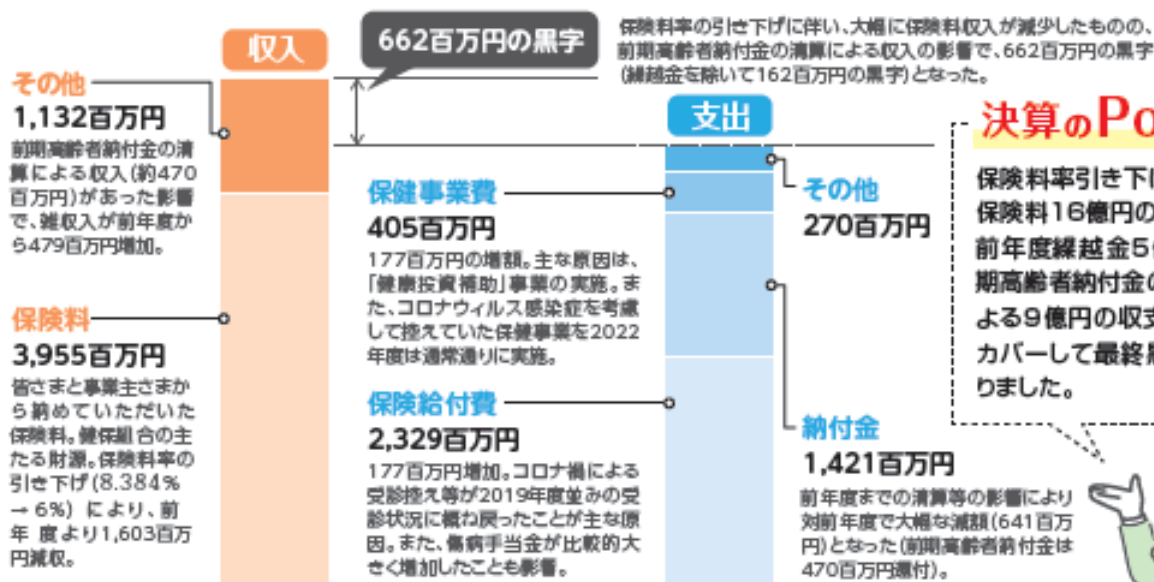 収入
662百万円の黒字
保険料率の引き下げに伴い、大幅に保険料収入が減少したものの、
前期高齢者納付金の清算による収入の影響で、662百万円の黒字
(繰越金を除いて162百万円の黒字)となった。
その他
1,132百万円
前期高齢者納付金の清
算による収入(約470
百万円)があった影響
で、雑収入が前年度か
ら479百万円増加。
保険料
3,955百万円
皆さまと事業主さまか
ら納めていただいた
保険料。健保組合の主
たる財源。保険料率の
引き下げ(8.384%
→6%)により、前
年 度より1,603百万
円減収。
支出
保健事業費
405百万円
177百万円の増額。主な原因は、
「健康投資補助」事業の実施。ま
た、コロナウィルス感染症を考慮
して控えていた保健事業を2022
年度は通常通りに実施。
保険給付費
2,329百万円
177百万円増加。コロナ禍による
受診控え等が2019年度並みの受
診状況に概ね戻ったことが主な原
因。また、傷病手当金が比較的大
きく増加したことも影響。
その他
270百万円
納付金
1,421百万円
前年度までの清算等の影響により
対前年度で大幅な減額(641百万
円)となった(前期高齢者納付金は
470百万円還付)。
決算のPo
保険料率引き下げ
保険料16億円の
前年度繰越金5
期高齢者納付金の
よる9億円の収支
カバーして最終
りました。